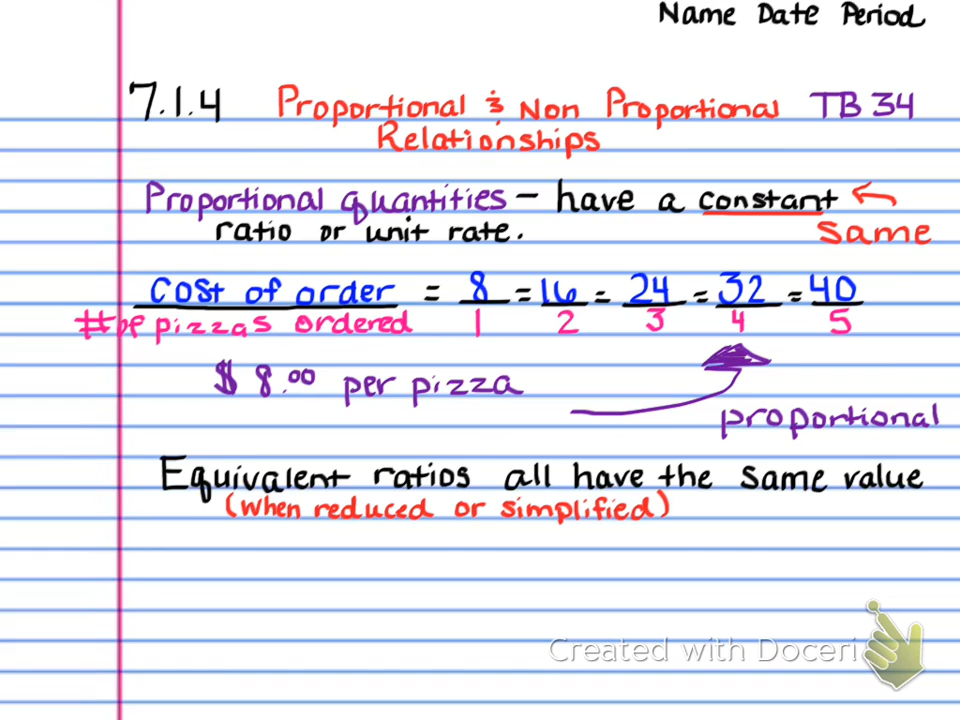 Name Date Period
7.1.4 Proportional & Non Proportional TB 34
Relationships
Proportional quantities - have a constant
ratio or unit rate. same
cost of order = 8 = 16 = 24 = 32 = 40
# of pizzas ordered 1 2 3 4 5
$ 8.00 per pizza
proportional
Equivalent ratios all have the same value
(when reduced or simplified)
Created with Doceri